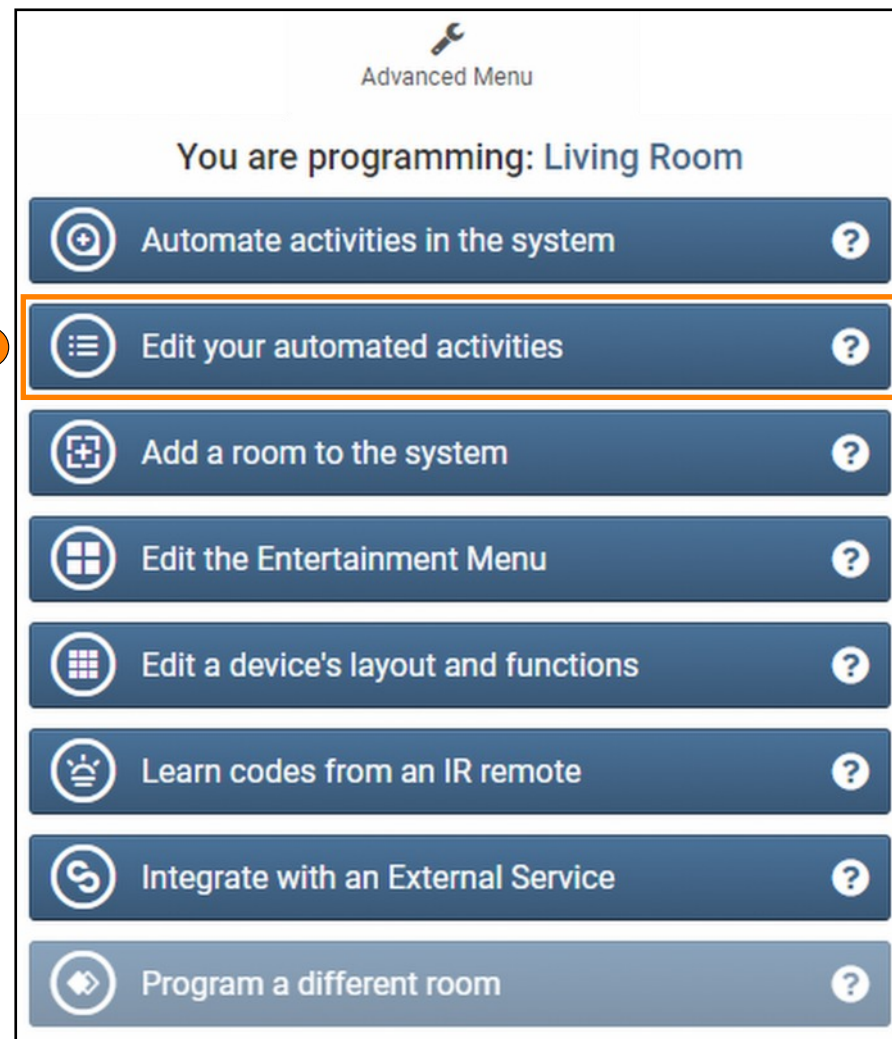 Advanced Menu
You are programming: Living Room
Automate activities in the system ?
Edit your automated activities ?
Add a room to the system ?
Edit the Entertainment Menu ?
Edit a device's layout and functions ?
Learn codes from an IR remote ?
Integrate with an External Service ?
Program a different room ?